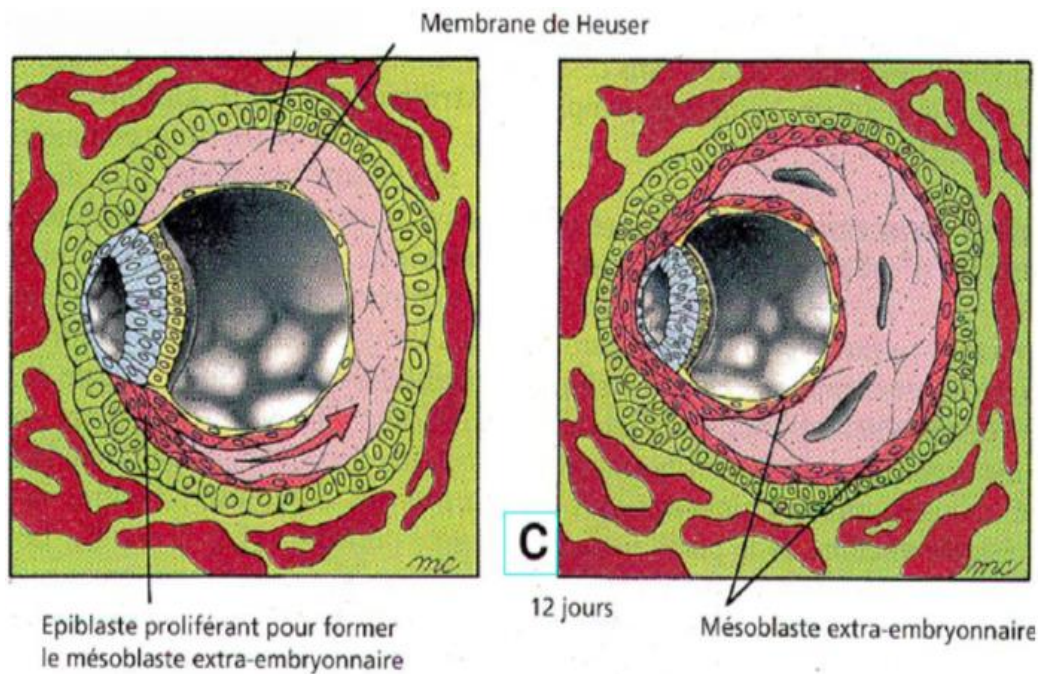 Membrane de Heuser
mc
C
mc
12 jours
Epiblaste proliférant pour former
le mésoblaste extra-embryonnaire
Mésoblaste extra-embryonnaire